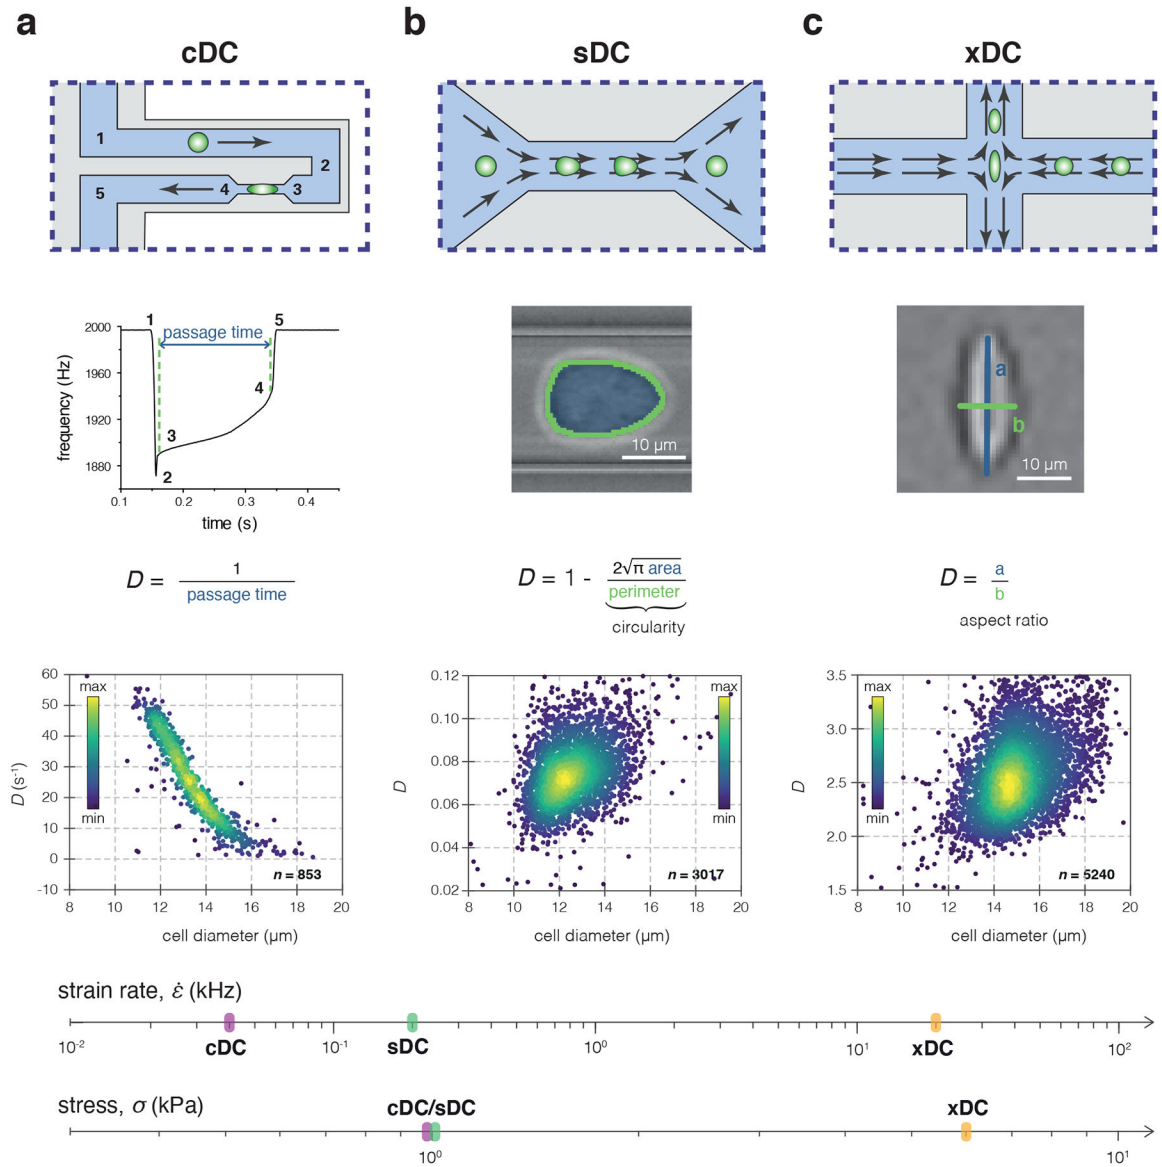 a
cDC
1
2
3
4
5
b
sDC
c
xDC
frequency (Hz)
2000
1960
1920
1880
1
passage time
5
4
3
2
0.1
0.2
0.3
0.4
time (s)
10 µm
a
b
10 µm
D = 1 / passage time
D = 1 - 2√π area / perimeter
circularity
D = a / b
aspect ratio
D (s⁻¹)
60
50
40
30
20
10
0
-10
max
min
n = 853
8 10 12 14 16 18 20
cell diameter (µm)
D
0.12
0.10
0.08
0.06
0.04
0.02
max
min
n = 3017
8 10 12 14 16 18 20
cell diameter (µm)
D
3.5
3.0
2.5
2.0
1.5
max
min
n = 5240
8 10 12 14 16 18 20
cell diameter (µm)
strain rate, ε̇ (kHz)
10⁻² cDC 10⁻¹ sDC 10⁰ 10¹ xDC 10²
stress, σ (kPa)
cDC/sDC xDC
10⁰ 10¹